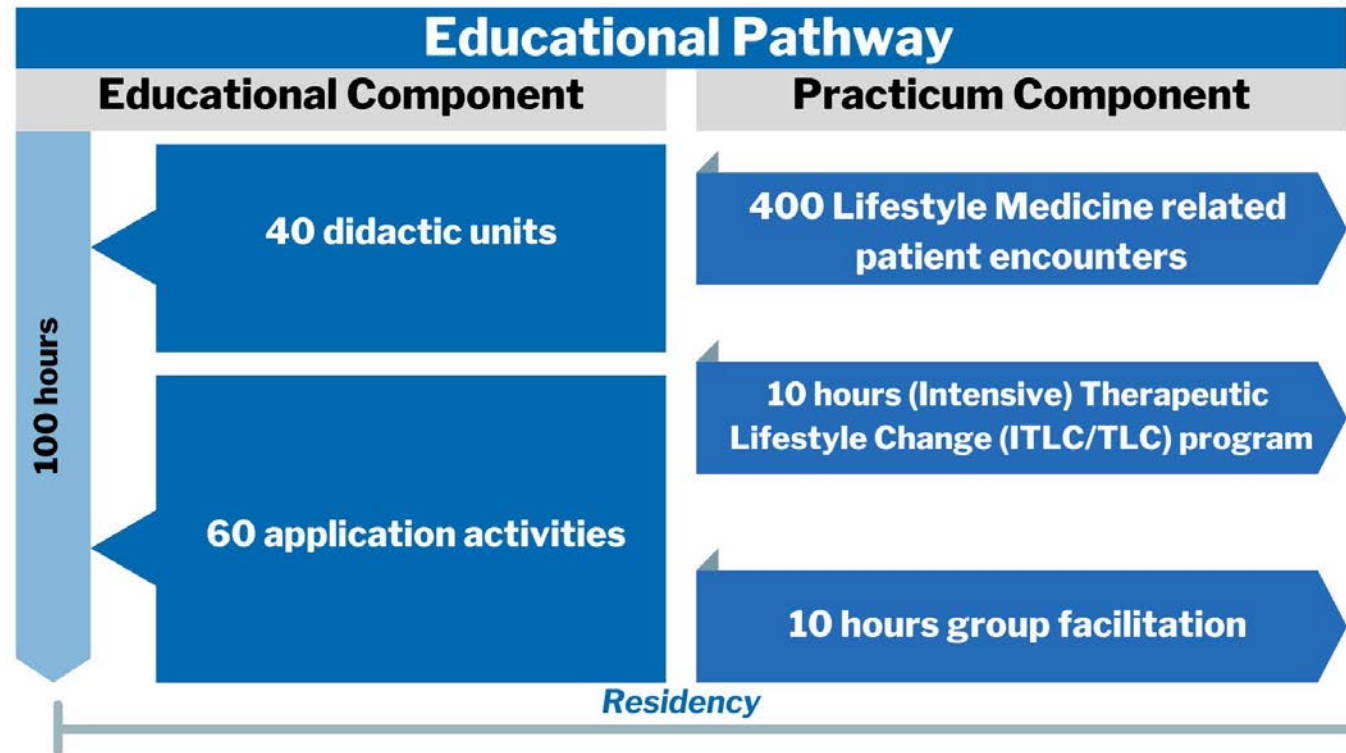 Educational Pathway
Educational Component
Practicum Component
100 hours
40 didactic units
60 application activities
400 Lifestyle Medicine related
patient encounters
10 hours (Intensive) Therapeutic
Lifestyle Change (ITLC/TLC) program
10 hours group facilitation
Residency